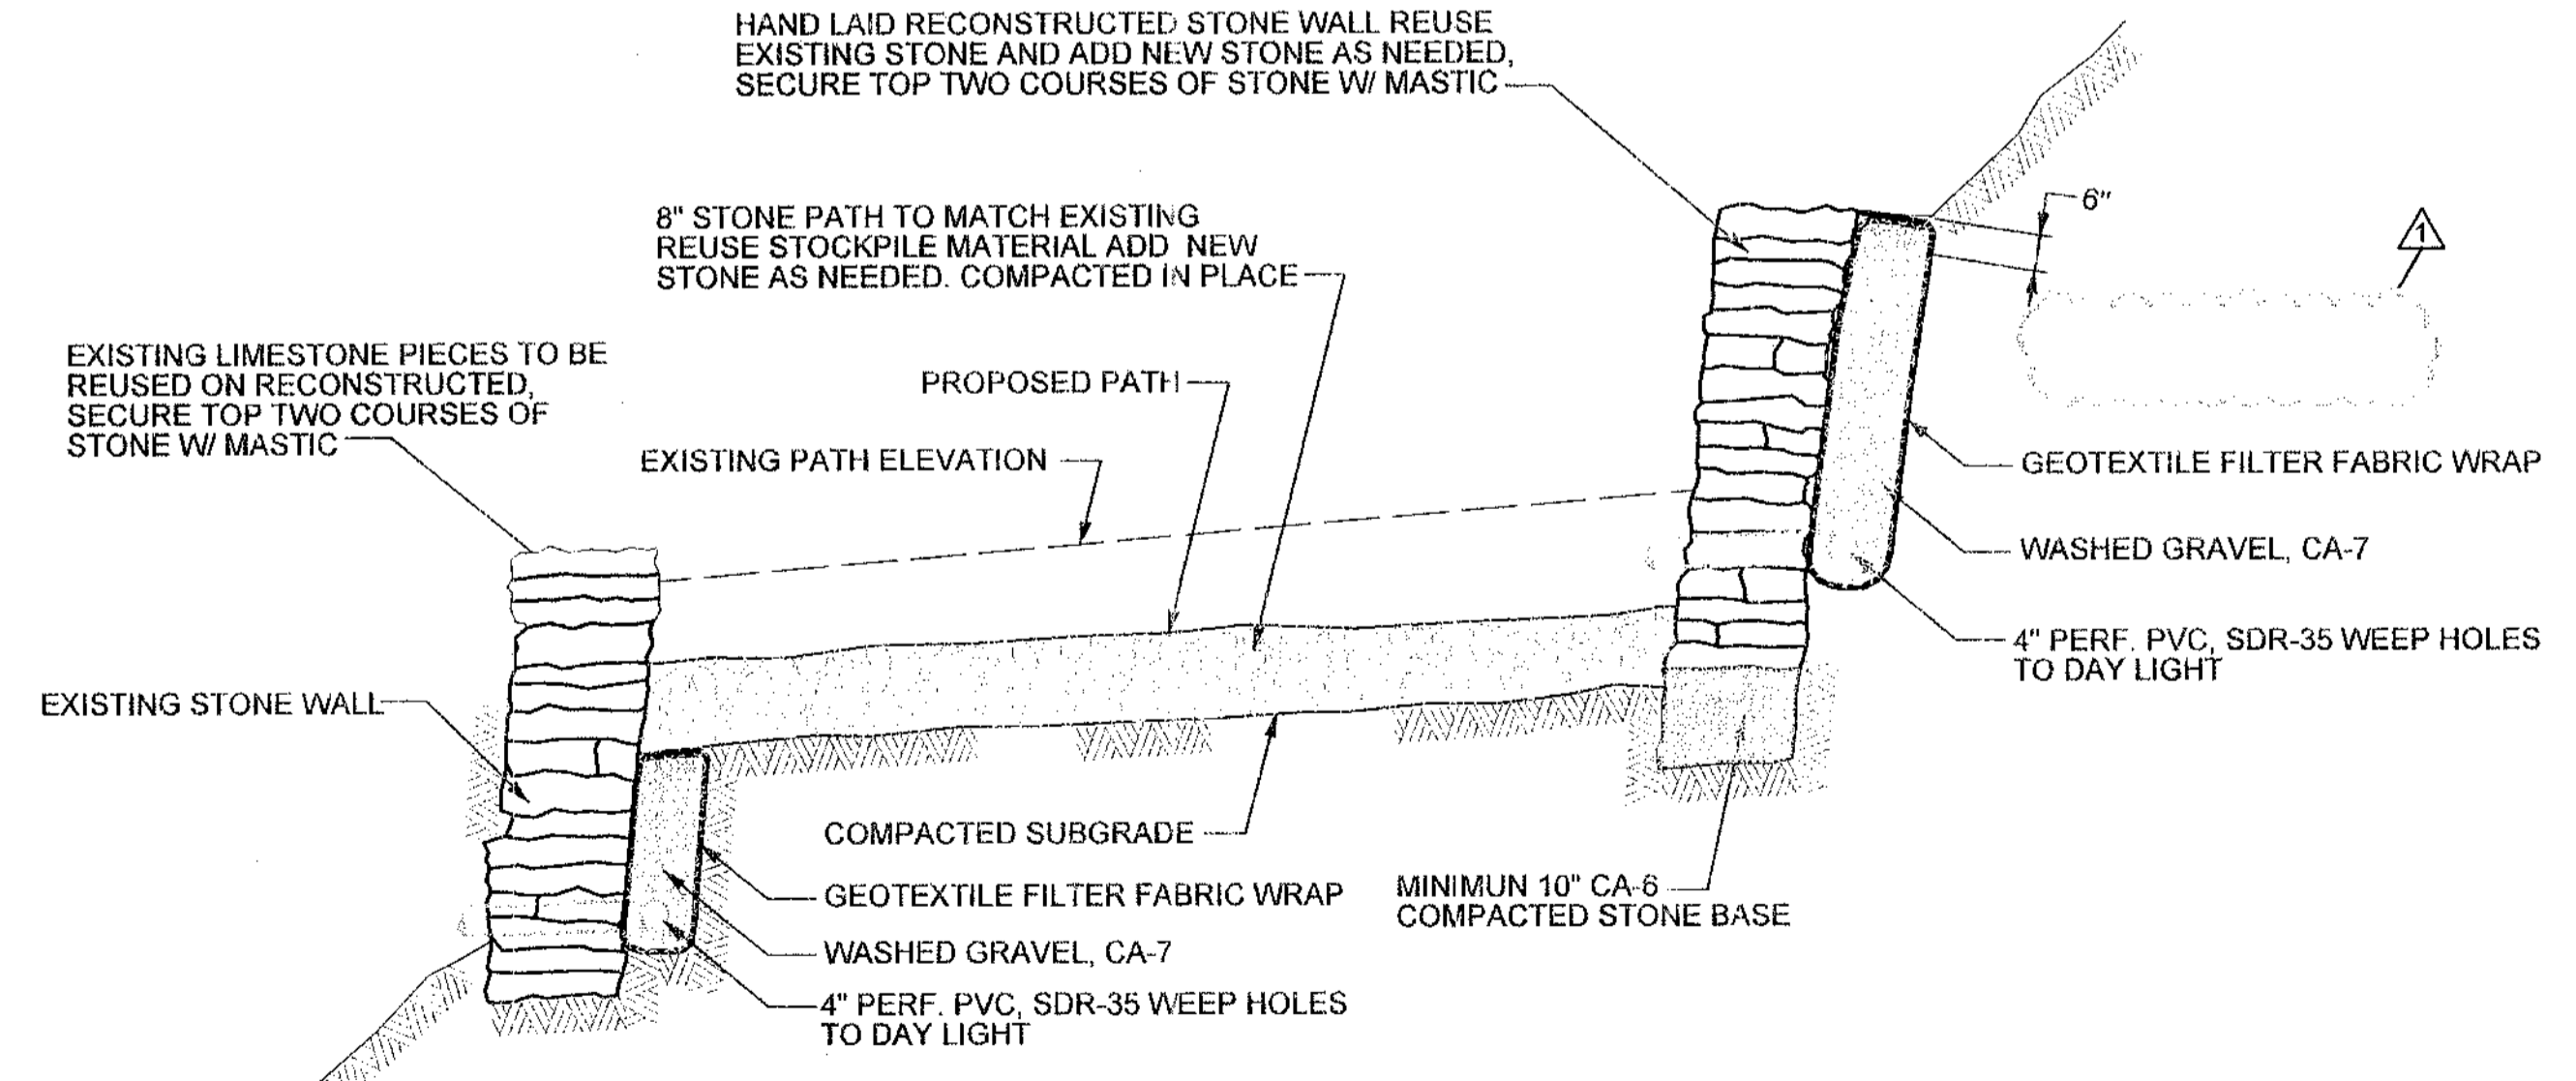 HAND LAID RECONSTRUCTED STONE WALL REUSE
EXISTING STONE AND ADD NEW STONE AS NEEDED,
SECURE TOP TWO COURSES OF STONE W/ MASTIC
8" STONE PATH TO MATCH EXISTING
REUSE STOCKPILE MATERIAL ADD NEW
STONE AS NEEDED. COMPACTED IN PLACE
6"
1
EXISTING LIMESTONE PIECES TO BE
REUSED ON RECONSTRUCTED,
SECURE TOP TWO COURSES OF
STONE W/ MASTIC
PROPOSED PATH
EXISTING PATH ELEVATION
GEOTEXTILE FILTER FABRIC WRAP
WASHED GRAVEL, CA-7
4" PERF. PVC, SDR-35 WEEP HOLES
TO DAY LIGHT
EXISTING STONE WALL
COMPACTED SUBGRADE
GEOTEXTILE FILTER FABRIC WRAP
WASHED GRAVEL, CA-7
4" PERF. PVC, SDR-35 WEEP HOLES
TO DAY LIGHT
MINIMUN 10" CA-6
COMPACTED STONE BASE